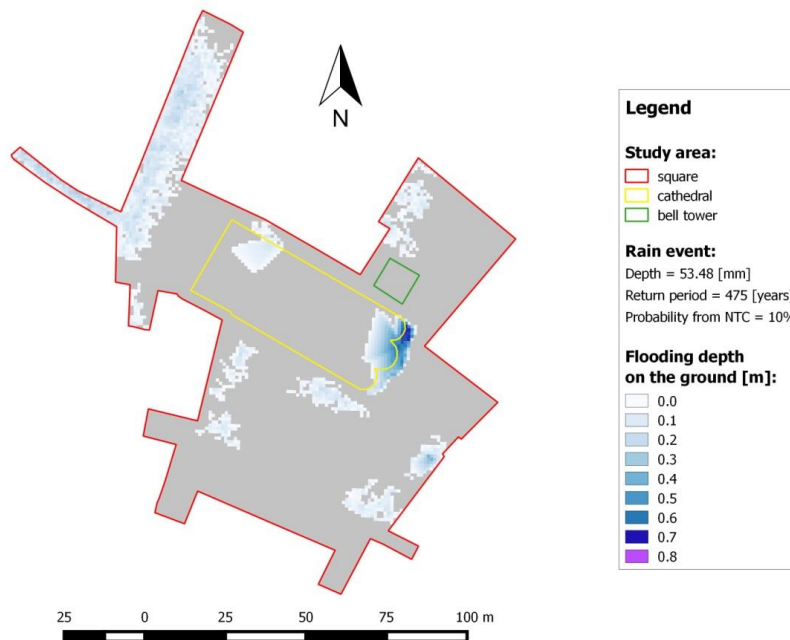 N
Legend
Study area:
square
cathedral
bell tower
Rain event:
Depth = 53.48 [mm]
Return period = 475 [years]
Probability from NTC = 10%
Flooding depth
on the ground [m]:
0.0
0.1
0.2
0.3
0.4
0.5
0.6
0.7
0.8
25 0 25 50 75 100 m